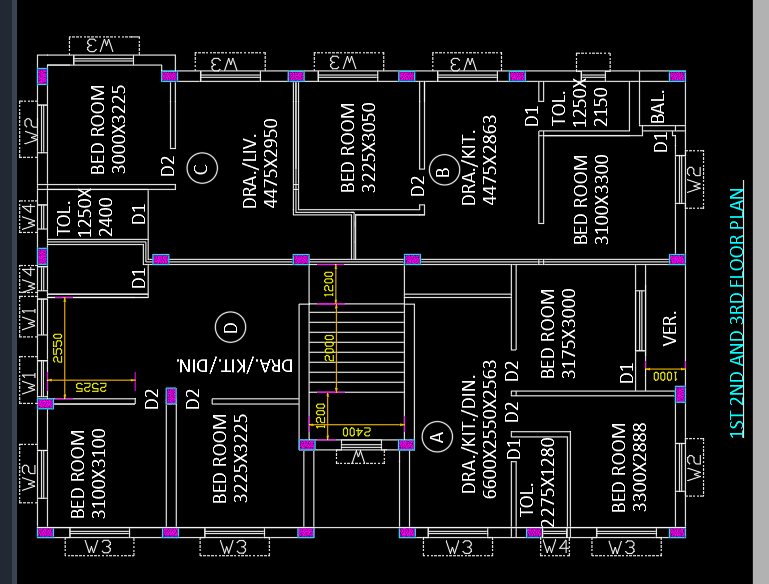 W3
W3
W3
W3
W2
BED ROOM
3000X3225
D2
C
DRA./LIV.
4475X2950
BED ROOM
3225X3050
D2
B
DRA./KIT.
4475X2863
D1
TOL.
1250X
2150
BAL.
D1
BED ROOM
3100X3300
W2
W4
TOL.
1250X
2400
D1
W4
D1
1200
W1
2550
W1
2525
D
DRA./KIT./DIN.
2000
BED ROOM
3175X3000
D1
VER.
1000
D2
D2
D2
D2
1200
2400
W
A
DRA./KIT./DIN.
6600X2550X2563
D1
TOL.
2275X1280
BED ROOM
3300X2888
W2
W2
BED ROOM
3100X3100
BED ROOM
3225X3225
W3
W3
W3
W4
W3
1ST 2ND AND 3RD FLOOR PLAN